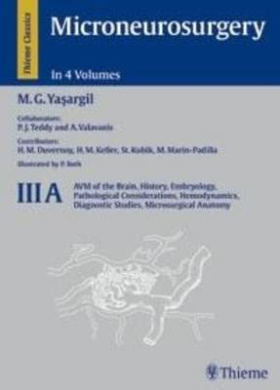 Thieme Classics
Microneurosurgery
In 4 Volumes
M. G. Yaşargil
Collaborators:
P. J. Teddy and A. Valavanis
Contributors:
H. M. Duvernoy, H. M. Keller, St. Kubik, M. Marin-Padilla
Illustrated by P. Roth
III A
AVM of the Brain, History, Embryology,
Pathological Considerations, Hemodynamics,
Diagnostic Studies, Microsurgical Anatomy
Thieme